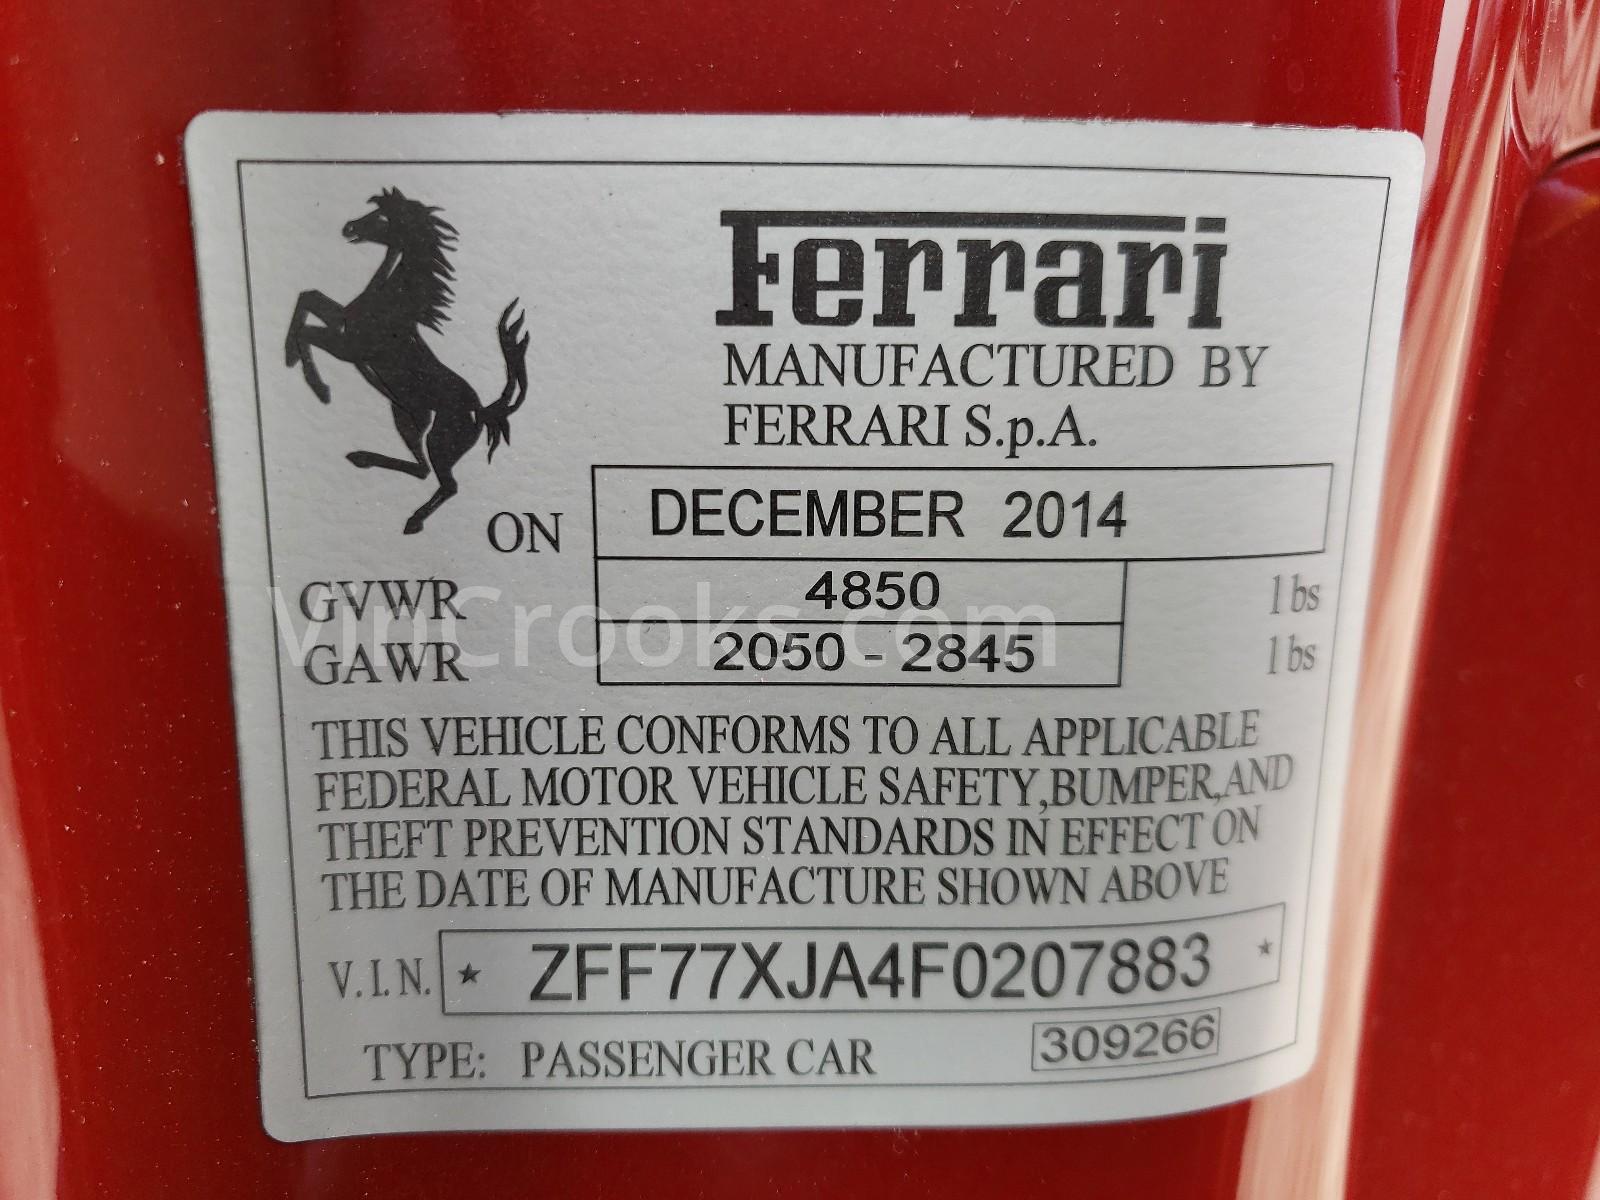 Ferrari
MANUFACTURED BY
FERRARI S.p.A.
ON DECEMBER 2014
GVWR 4850 lbs
VinCrooks.com
GAWR 2050 - 2845 lbs
THIS VEHICLE CONFORMS TO ALL APPLICABLE
FEDERAL MOTOR VEHICLE SAFETY,BUMPER,AND
THEFT PREVENTION STANDARDS IN EFFECT ON
THE DATE OF MANUFACTURE SHOWN ABOVE
V.I.N. ★ ZFF77XJA4F0207883 ★
TYPE: PASSENGER CAR 309266